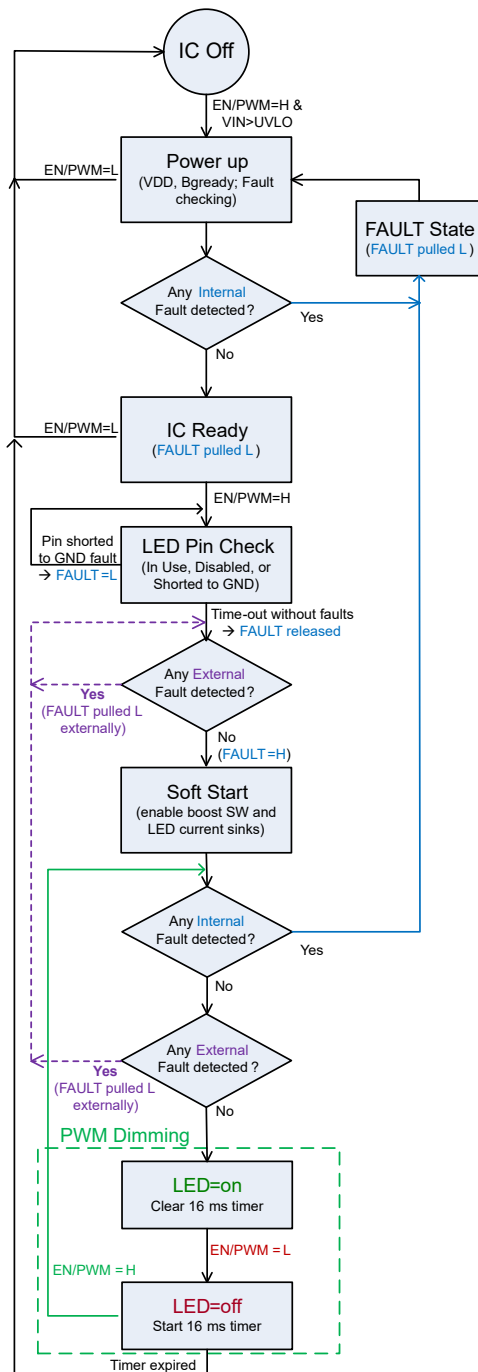 IC Off
EN/PWM=H &
VIN>UVLO
EN/PWM=L
Power up
(VDD, Bgready; Fault
checking)
FAULT State
(FAULT pulled L)
Any Internal
Fault detected?
Yes
No
EN/PWM=L
IC Ready
(FAULT pulled L)
EN/PWM=H
Pin shorted
to GND fault
→ FAULT=L
LED Pin Check
(In Use, Disabled, or
Shorted to GND)
Time-out without faults
→ FAULT released
Any External
Fault detected?
Yes
(FAULT pulled L
externally)
No
(FAULT=H)
Soft Start
(enable boost SW and
LED current sinks)
Any Internal
Fault detected?
Yes
No
Any External
Fault detected?
Yes
(FAULT pulled L
externally)
No
PWM Dimming
LED=on
Clear 16 ms timer
EN/PWM = L
EN/PWM = H
LED=off
Start 16 ms timer
Timer expired